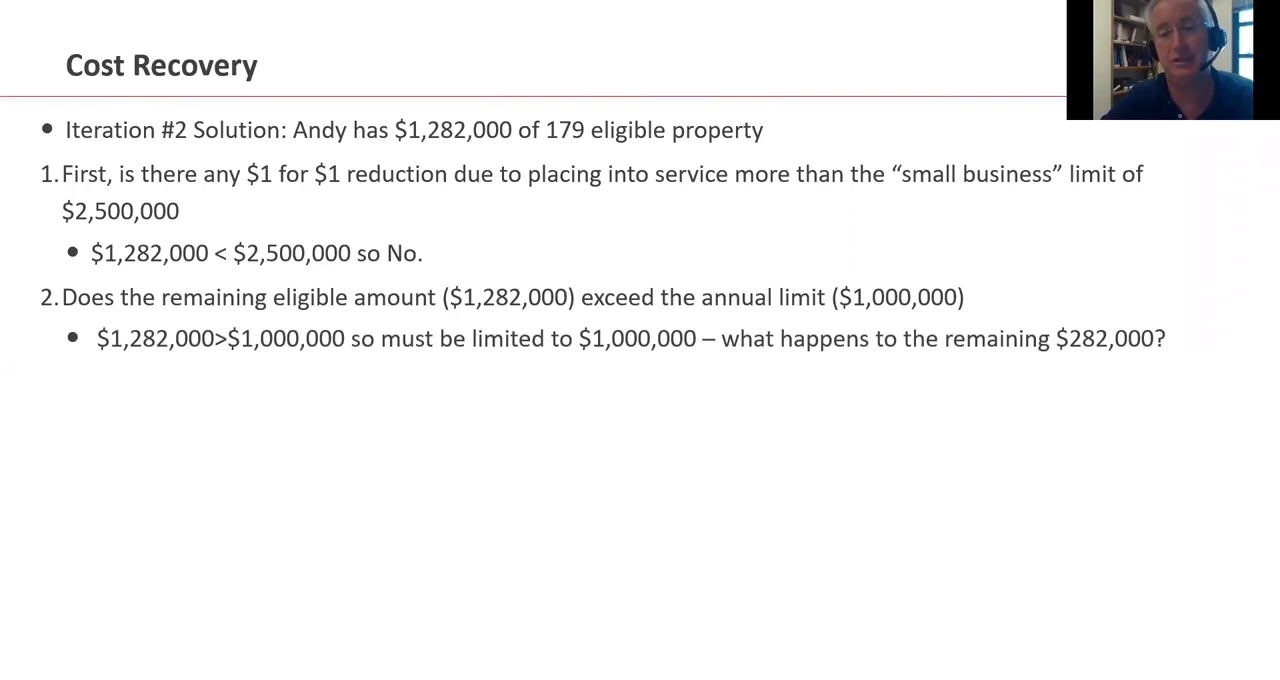 Cost Recovery
• Iteration #2 Solution: Andy has $1,282,000 of 179 eligible property
1. First, is there any $1 for $1 reduction due to placing into service more than the “small business” limit of
$2,500,000
• $1,282,000 < $2,500,000 so No.
2. Does the remaining eligible amount ($1,282,000) exceed the annual limit ($1,000,000)
• $1,282,000>$1,000,000 so must be limited to $1,000,000 – what happens to the remaining $282,000?